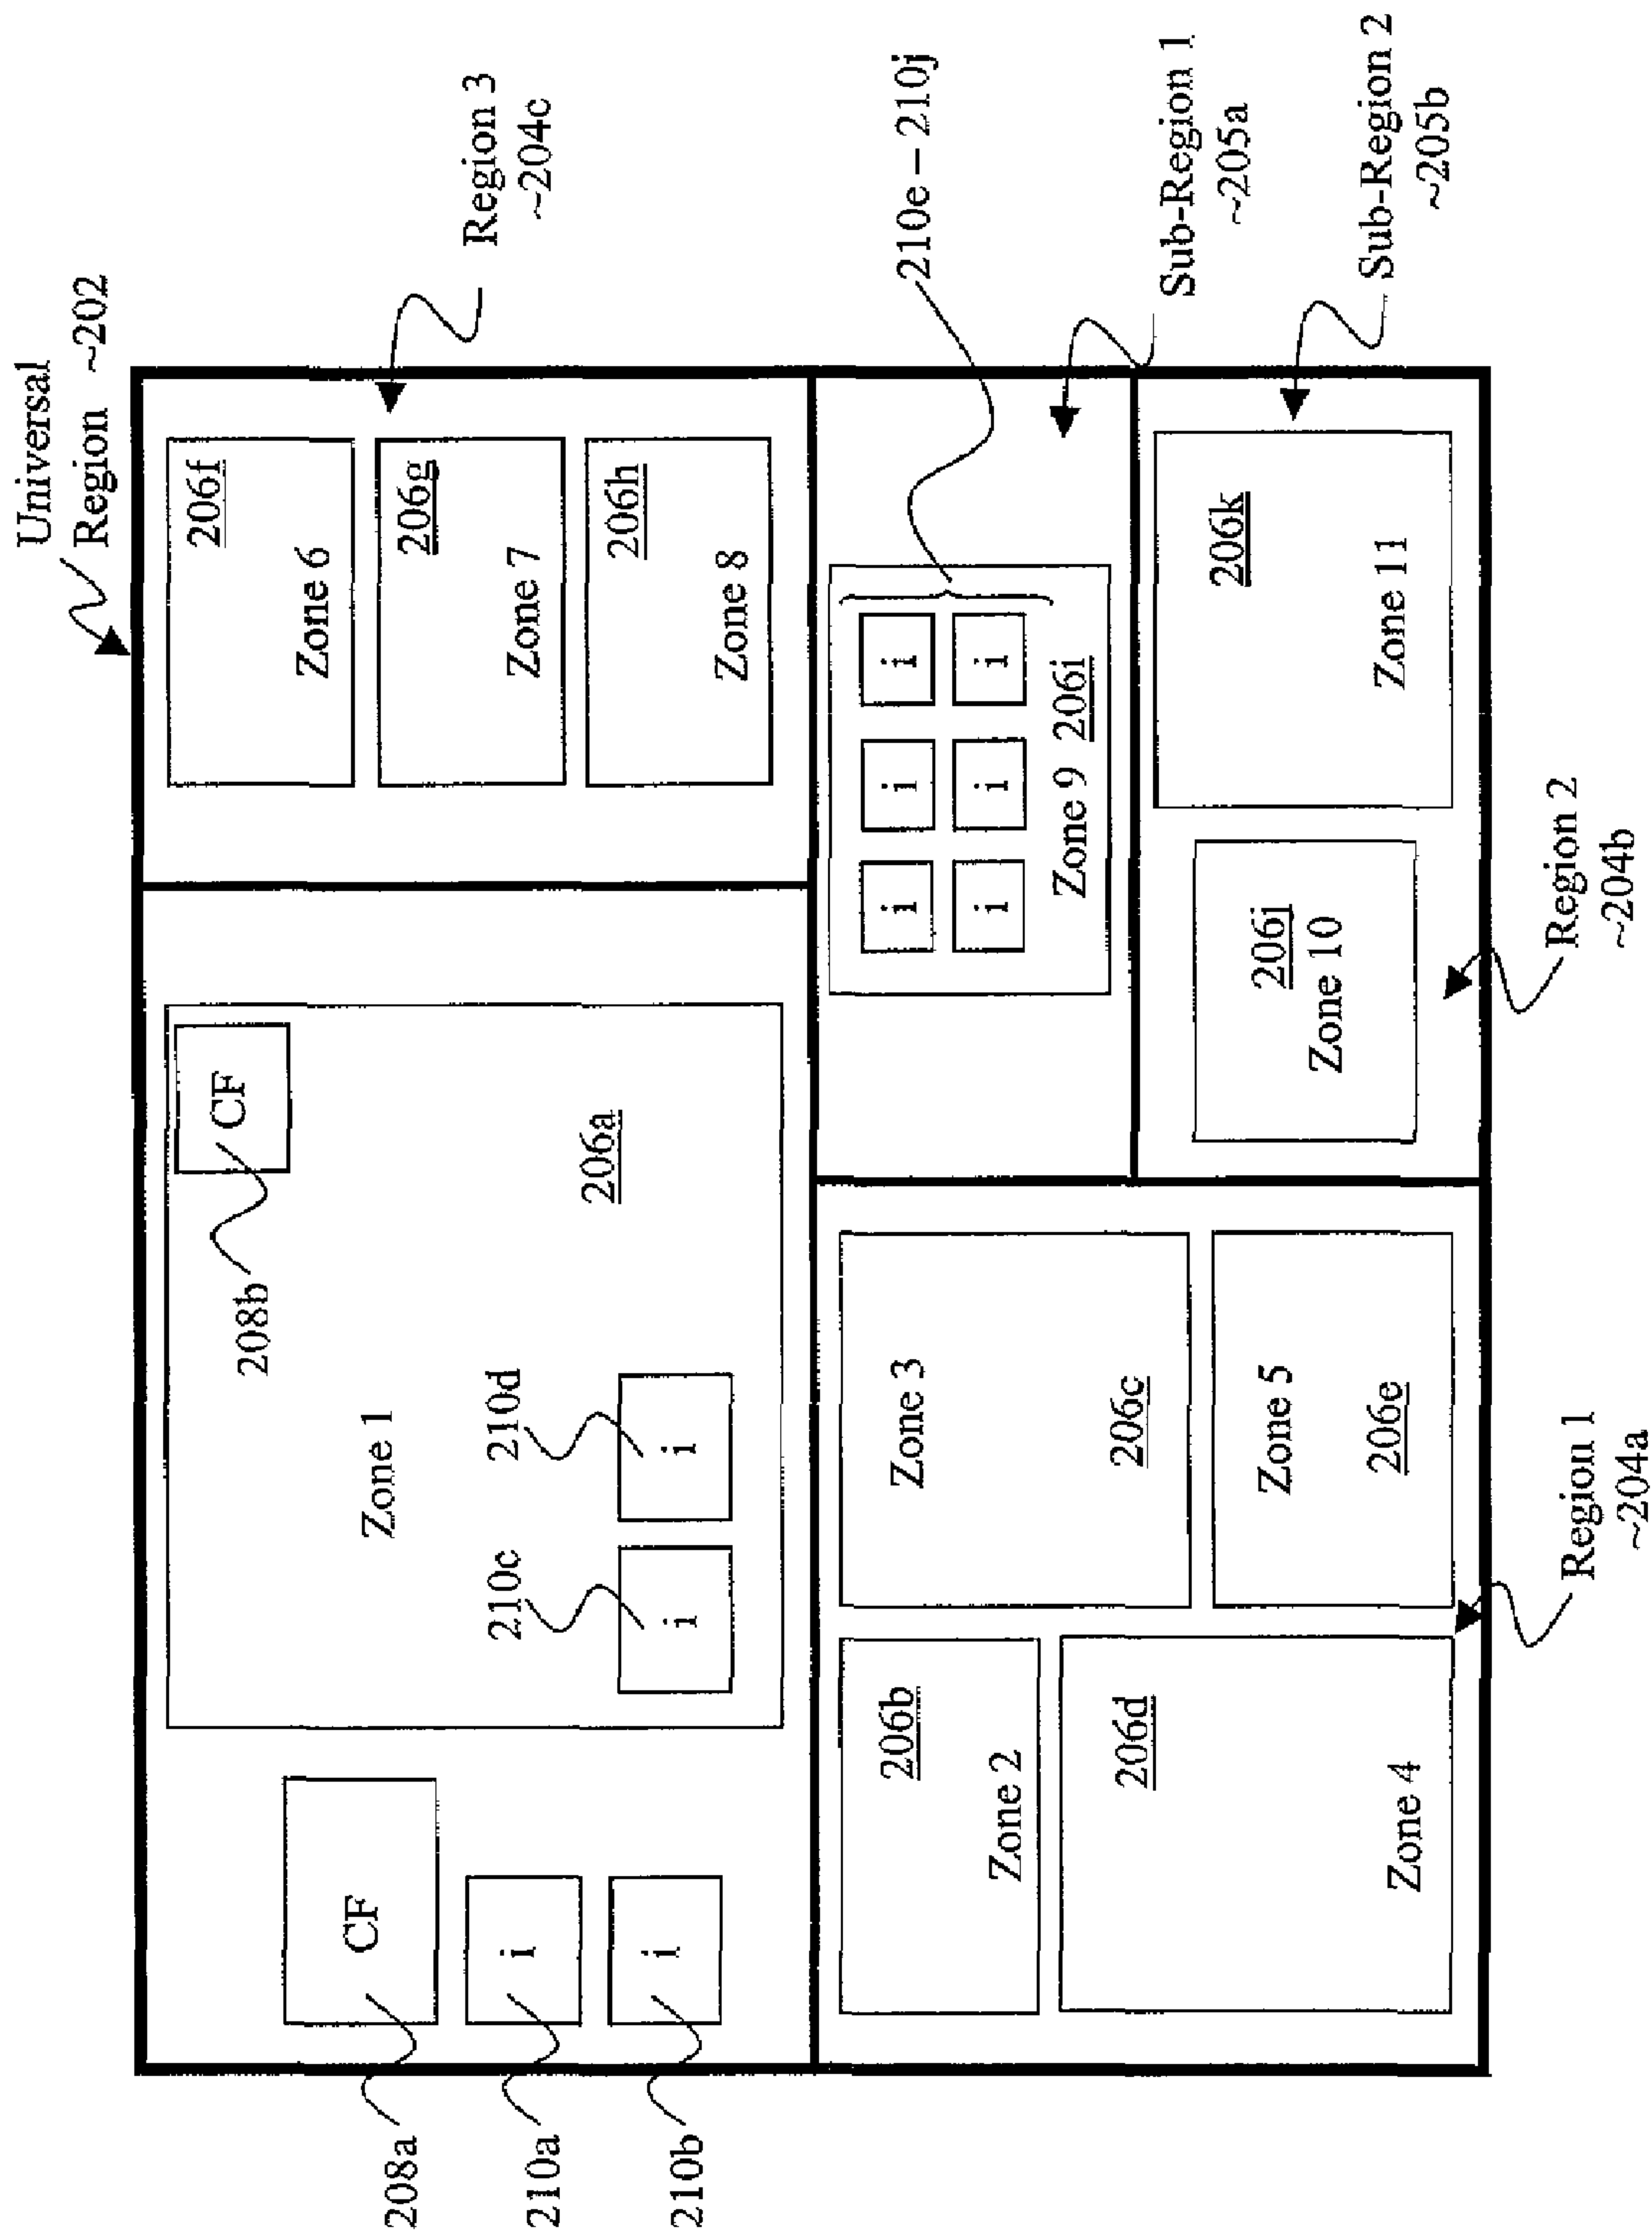 Universal
Region ~202
Region 3
~204c
206f
Zone 6
206g
Zone 7
206h
Zone 8
CF
208b
206a
Zone 1
210c
210d
i
i
CF
i
i
208a
210a
210b
210e – 210j
i
i
i
i
i
i
Zone 9 206i
Sub-Region 1
~205a
Sub-Region 2
~205b
206k
Zone 11
206j
Zone 10
Region 2
~204b
206b
Zone 2
Zone 3
206c
206d
Zone 4
Zone 5
206e
Region 1
~204a